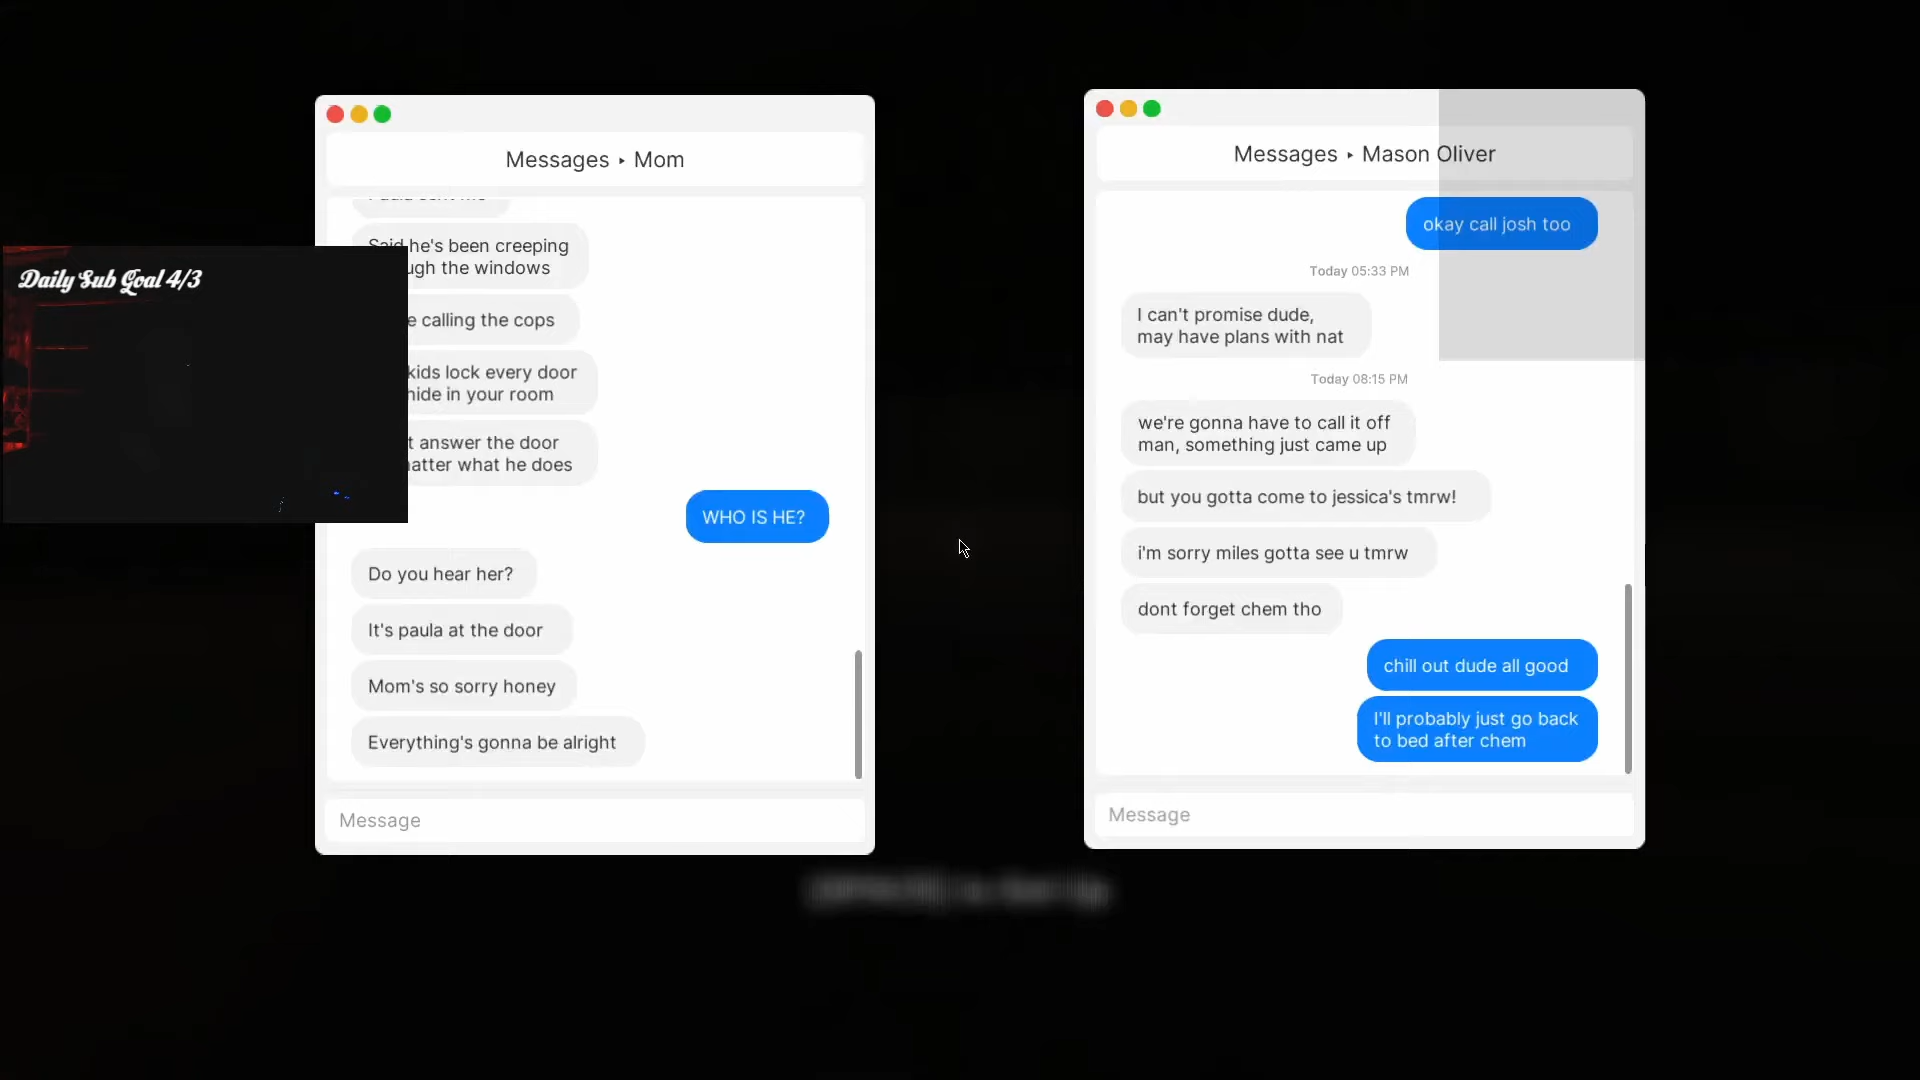 Messages ▸ Mom
Said he's been creeping
ugh the windows
e calling the cops
kids lock every door
hide in your room
t answer the door
atter what he does
WHO IS HE?
Do you hear her?
It's paula at the door
Mom's so sorry honey
Everything's gonna be alright
Message
Daily Sub Goal 4/3
Messages ▸ Mason Oliver
okay call josh too
Today 05:33 PM
I can't promise dude,
may have plans with nat
Today 08:15 PM
we're gonna have to call it off
man, something just came up
but you gotta come to jessica's tmrw!
i'm sorry miles gotta see u tmrw
dont forget chem tho
chill out dude all good
I'll probably just go back
to bed after chem
Message